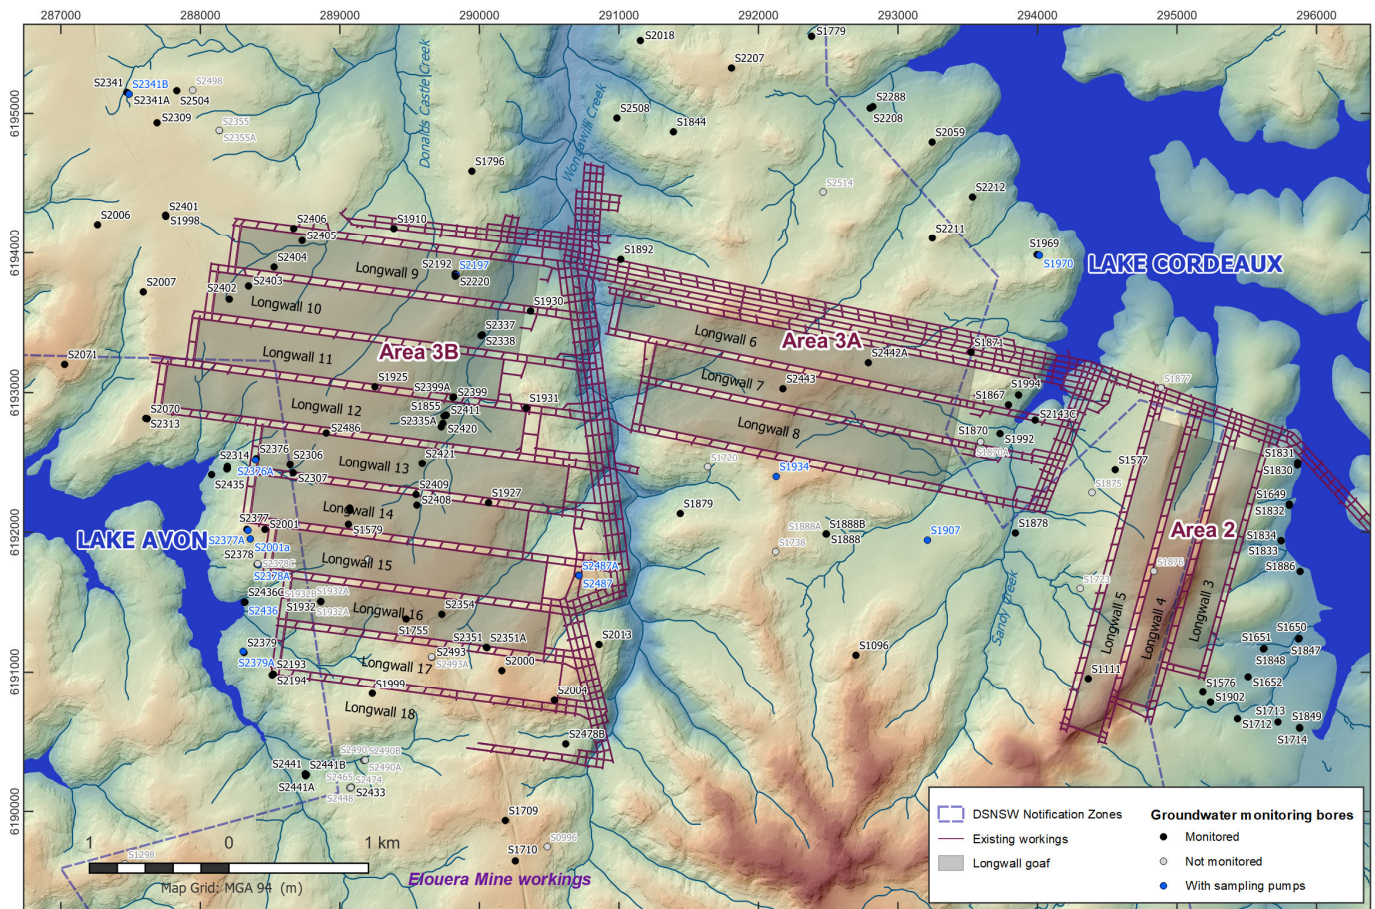 287000 288000 289000 290000 291000 292000 293000 294000 295000 296000
6195000
6194000
6193000
6192000
6191000
6190000
S2018
S1779
S2207
S2341
S2341B
S2498
S2341A
S2504
S2309
S2355
S2355A
Donalds Castle Creek
Wongawilli Creek
S2508
S1844
S2288
S2208
S2059
S1796
S2514
S2212
S2211
S2006
S2401
S1998
S2406
S2405
S1910
S1892
S1969
S1970
LAKE CORDEAUX
S2404
S2192
S2197
S2220
Longwall 9
S2007
S2402
S2403
Longwall 10
S1930
S2337
S2338
Longwall 6
Area 3A
S1871
S2442A
S2071
Longwall 11
Area 3B
S1925
S2399A
S2399
Longwall 7
S2443
S1994
S1867
S1877
S2070
S2313
Longwall 12
S1855
S2411
S2335A
S2420
S1931
S2486
Longwall 8
S2143C
S1870
S1870A
S1992
S2376
S2314
S2376A
S2435
S2306
S2307
Longwall 13
S2421
S1720
S1934
S1577
S1831
S1830
S2409
S2408
S1927
S1879
S1875
S1649
S1832
Longwall 14
S2377
S2001
S1579
S2377A
S2001a
LAKE AVON
S1888A
S1888B
S1888
S1738
S1907
S1878
Area 2
S1834
S1833
S2378
S2378C
S2378A
Longwall 15
S2487A
S2487
S1876
S1886
S1723
S2436C
S2436
S1932B
S1932A
S1932
S1932A
Longwall 16
S2354
S1755
Sandy Creek
Longwall 5
Longwall 4
Longwall 3
S2379
S2379A
S2193
S2194
Longwall 17
S2351
S2351A
S2493
S2493A
S2000
S2013
S1096
S1650
S1651
S1847
S1848
S1111
S1576
S1902
S1652
S1999
S2004
Longwall 18
S1713
S1712
S1849
S1714
S2478B
S2490
S2490B
S2490A
S2441
S2441B
S2441A
S2465
S2474
S2433
S2448
S1709
S1710
S0996
S1298
1 0 1 km
Map Grid: MGA 94 (m)
Elouera Mine workings
DSNSW Notification Zones
Existing workings
Longwall goaf
Groundwater monitoring bores
Monitored
Not monitored
With sampling pumps